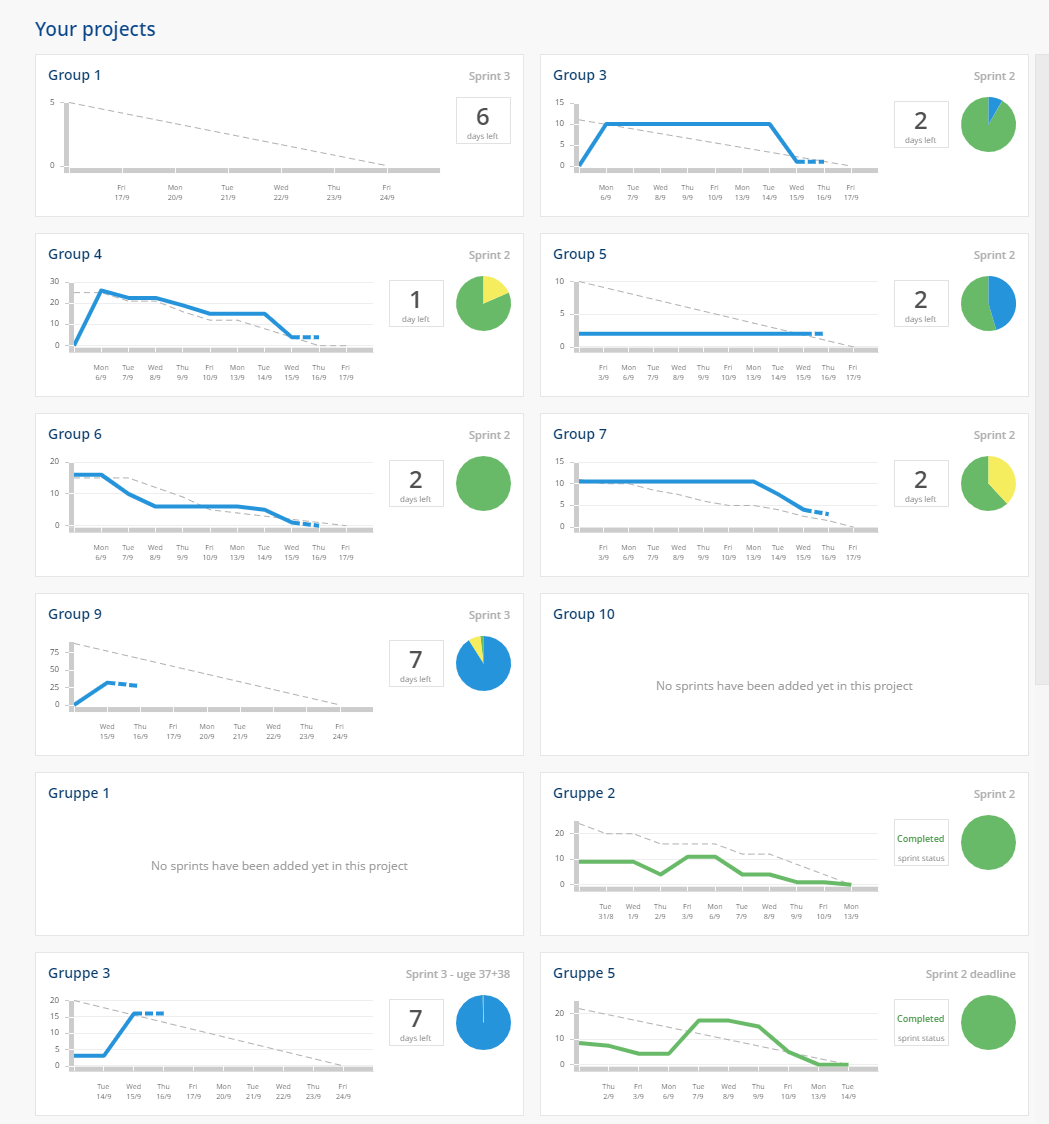 Your projects
Group 1
Sprint 3
5
0
6
days left
Fri Mon Tue Wed Thu Fri
17/9 20/9 21/9 22/9 23/9 24/9
Group 3
Sprint 2
15
10
5
0
2
days left
Mon Tue Wed Thu Fri Mon Tue Wed Thu Fri
6/9 7/9 8/9 9/9 10/9 13/9 14/9 15/9 16/9 17/9
Group 4
Sprint 2
30
20
10
0
1
day left
Mon Tue Wed Thu Fri Mon Tue Wed Thu Fri
6/9 7/9 8/9 9/9 10/9 13/9 14/9 15/9 16/9 17/9
Group 5
Sprint 2
10
5
0
2
days left
Fri Mon Tue Wed Thu Fri Mon Tue Wed Thu Fri
3/9 6/9 7/9 8/9 9/9 10/9 13/9 14/9 15/9 16/9 17/9
Group 6
Sprint 2
20
10
0
2
days left
Mon Tue Wed Thu Fri Mon Tue Wed Thu Fri
6/9 7/9 8/9 9/9 10/9 13/9 14/9 15/9 16/9 17/9
Group 7
Sprint 2
15
10
5
0
2
days left
Fri Mon Tue Wed Thu Fri Mon Tue Wed Thu Fri
3/9 6/9 7/9 8/9 9/9 10/9 13/9 14/9 15/9 16/9 17/9
Group 9
Sprint 3
75
50
25
0
7
days left
Wed Thu Fri Mon Tue Wed Thu Fri
15/9 16/9 17/9 20/9 21/9 22/9 23/9 24/9
Group 10
No sprints have been added yet in this project
Gruppe 1
No sprints have been added yet in this project
Gruppe 2
Sprint 2
20
10
0
Completed
sprint status
Tue Wed Thu Fri Mon Tue Wed Thu Fri Mon
31/8 1/9 2/9 3/9 6/9 7/9 8/9 9/9 10/9 13/9
Gruppe 3
Sprint 3 - uge 37+38
20
15
10
5
0
7
days left
Tue Wed Thu Fri Mon Tue Wed Thu Fri
14/9 15/9 16/9 17/9 20/9 21/9 22/9 23/9 24/9
Gruppe 5
Sprint 2 deadline
20
10
0
Completed
sprint status
Thu Fri Mon Tue Wed Thu Fri Mon Tue
2/9 3/9 6/9 7/9 8/9 9/9 10/9 13/9 14/9